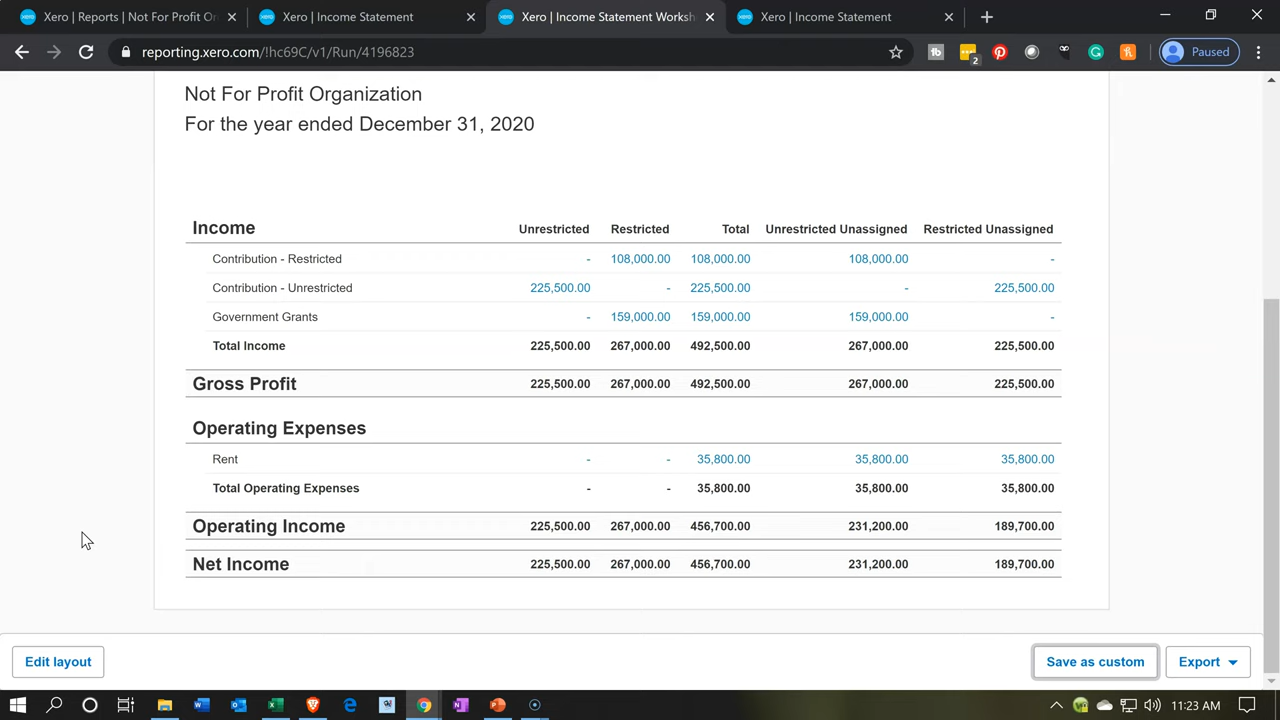 Xero | Reports | Not For Profit Or
Xero | Income Statement
Xero | Income Statement Worksh
Xero | Income Statement
reporting.xero.com/!hc69C/v1/Run/4196823
2
Paused
Not For Profit Organization
For the year ended December 31, 2020
Income Unrestricted Restricted Total Unrestricted Unassigned Restricted Unassigned
Contribution - Restricted - 108,000.00 108,000.00 108,000.00 -
Contribution - Unrestricted 225,500.00 - 225,500.00 - 225,500.00
Government Grants - 159,000.00 159,000.00 159,000.00 -
Total Income 225,500.00 267,000.00 492,500.00 267,000.00 225,500.00
Gross Profit 225,500.00 267,000.00 492,500.00 267,000.00 225,500.00
Operating Expenses
Rent - - 35,800.00 35,800.00 35,800.00
Total Operating Expenses - - 35,800.00 35,800.00 35,800.00
Operating Income 225,500.00 267,000.00 456,700.00 231,200.00 189,700.00
Net Income 225,500.00 267,000.00 456,700.00 231,200.00 189,700.00
Edit layout
Save as custom
Export
11:23 AM